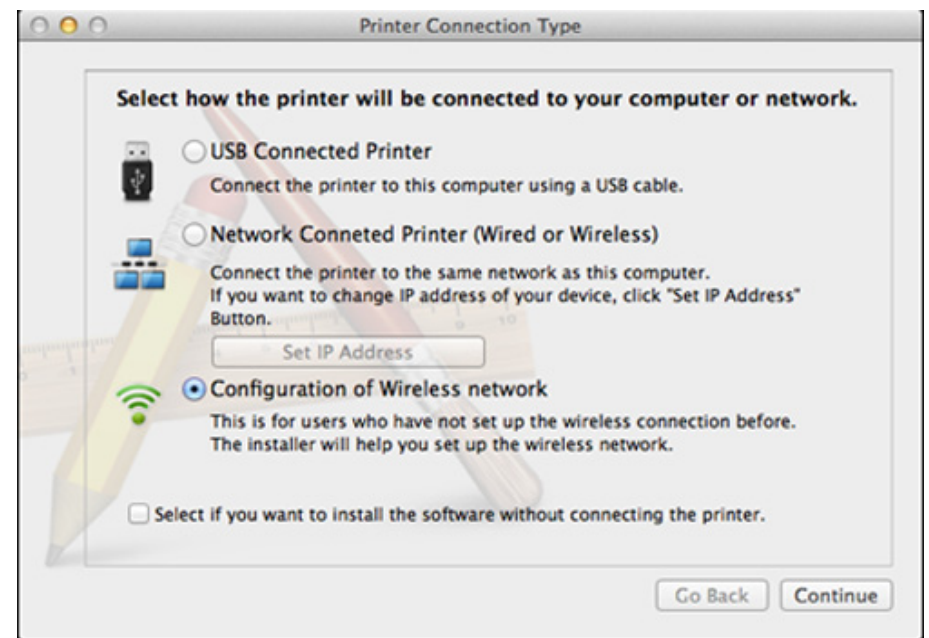 Printer Connection Type
Select how the printer will be connected to your computer or network.
USB Connected Printer
Connect the printer to this computer using a USB cable.
Network Conneted Printer (Wired or Wireless)
Connect the printer to the same network as this computer.
If you want to change IP address of your device, click "Set IP Address"
Button.
Set IP Address
Configuration of Wireless network
This is for users who have not set up the wireless connection before.
The installer will help you set up the wireless network.
Select if you want to install the software without connecting the printer.
Go Back Continue